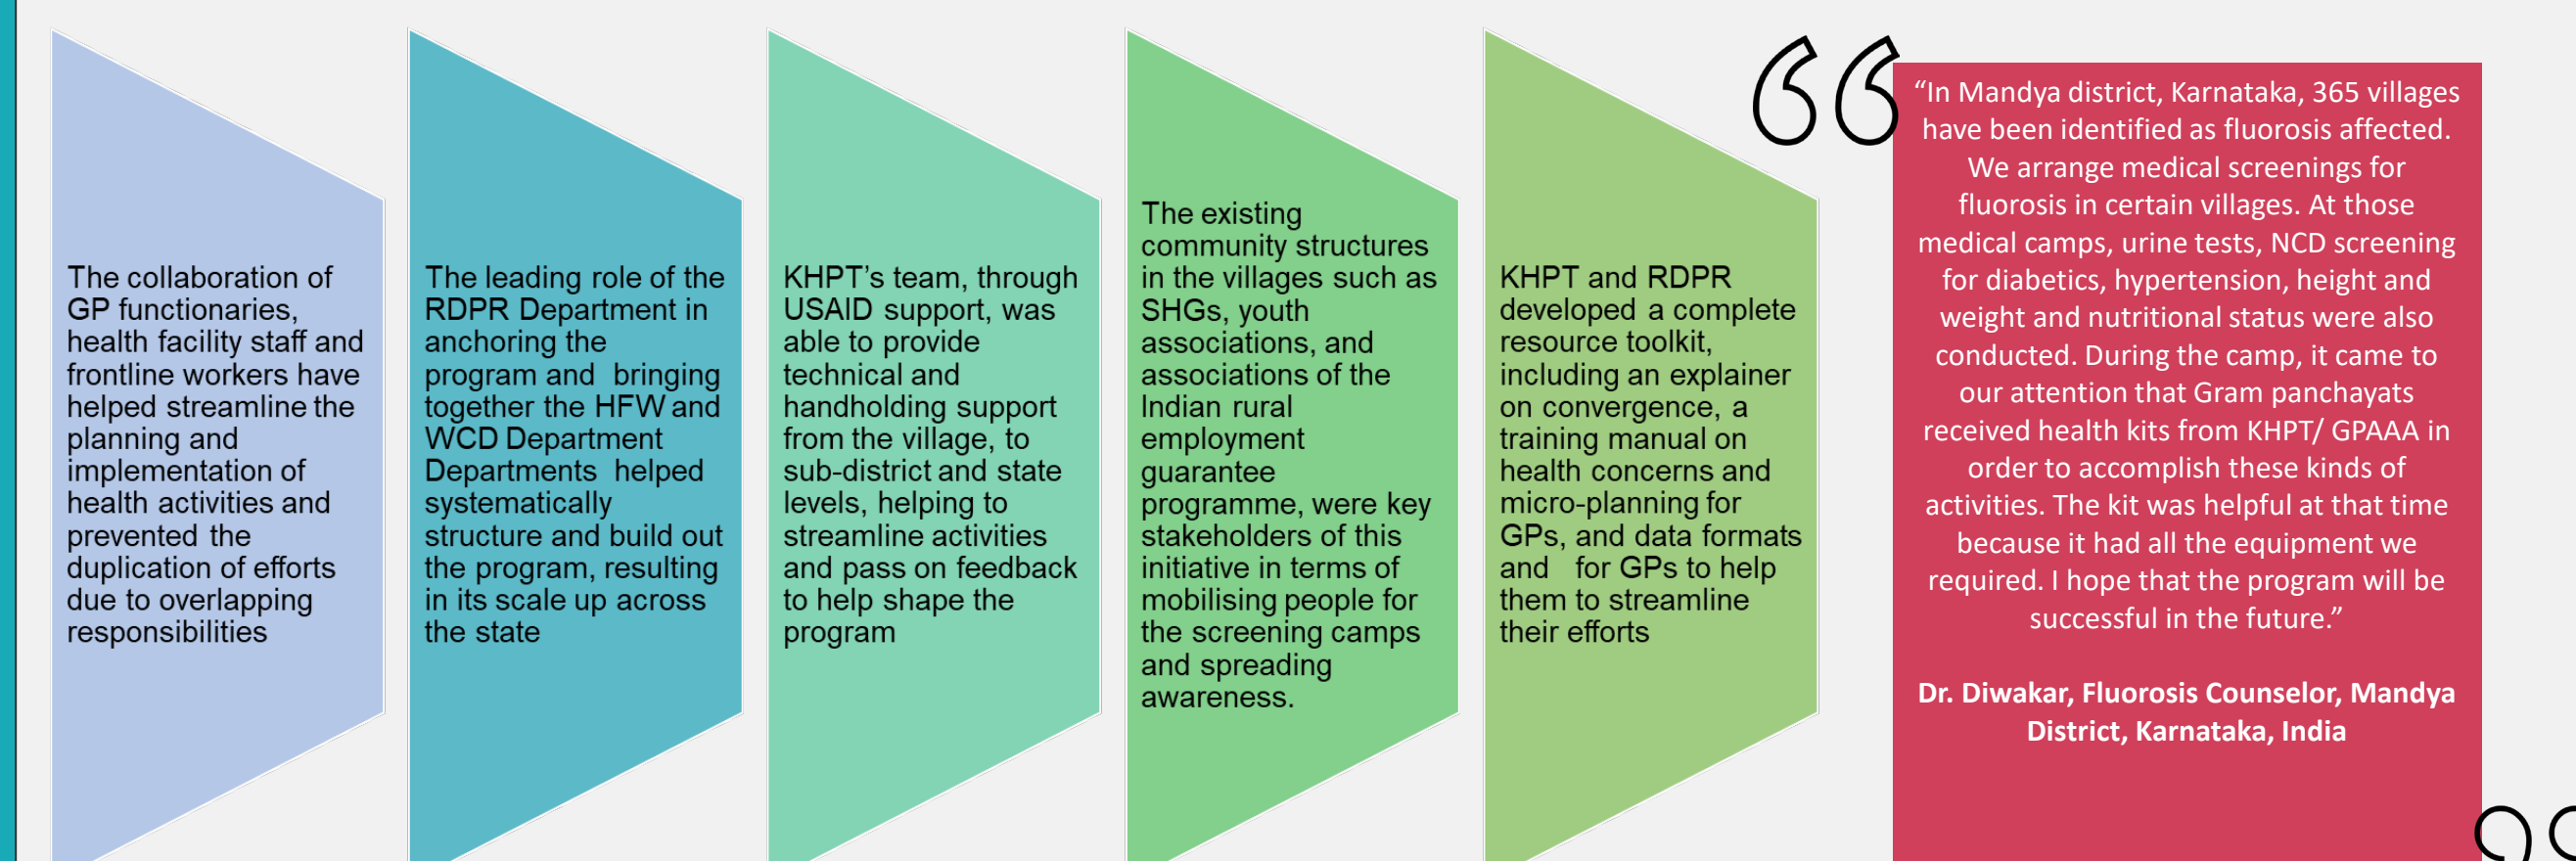 The collaboration of
GP functionaries,
health facility staff and
frontline workers have
helped streamline the
planning and
implementation of
health activities and
prevented the
duplication of efforts
due to overlapping
responsibilities
The leading role of the
RDPR Department in
anchoring the
program and bringing
together the HFW and
WCD Department
Departments helped
systematically
structure and build out
the program, resulting
in its scale up across
the state
KHPT’s team, through
USAID support, was
able to provide
technical and
handholding support
from the village, to
sub-district and state
levels, helping to
streamline activities
and pass on feedback
to help shape the
program
The existing
community structures
in the villages such as
SHGs, youth
associations, and
associations of the
Indian rural
employment
guarantee
programme, were key
stakeholders of this
initiative in terms of
mobilising people for
the screening camps
and spreading
awareness.
KHPT and RDPR
developed a complete
resource toolkit,
including an explainer
on convergence, a
training manual on
health concerns and
micro-planning for
GPs, and data formats
and for GPs to help
them to streamline
their efforts
“In Mandya district, Karnataka, 365 villages
have been identified as fluorosis affected.
We arrange medical screenings for
fluorosis in certain villages. At those
medical camps, urine tests, NCD screening
for diabetics, hypertension, height and
weight and nutritional status were also
conducted. During the camp, it came to
our attention that Gram panchayats
received health kits from KHPT/ GPAAA in
order to accomplish these kinds of
activities. The kit was helpful at that time
because it had all the equipment we
required. I hope that the program will be
successful in the future.”
Dr. Diwakar, Fluorosis Counselor, Mandya
District, Karnataka, India